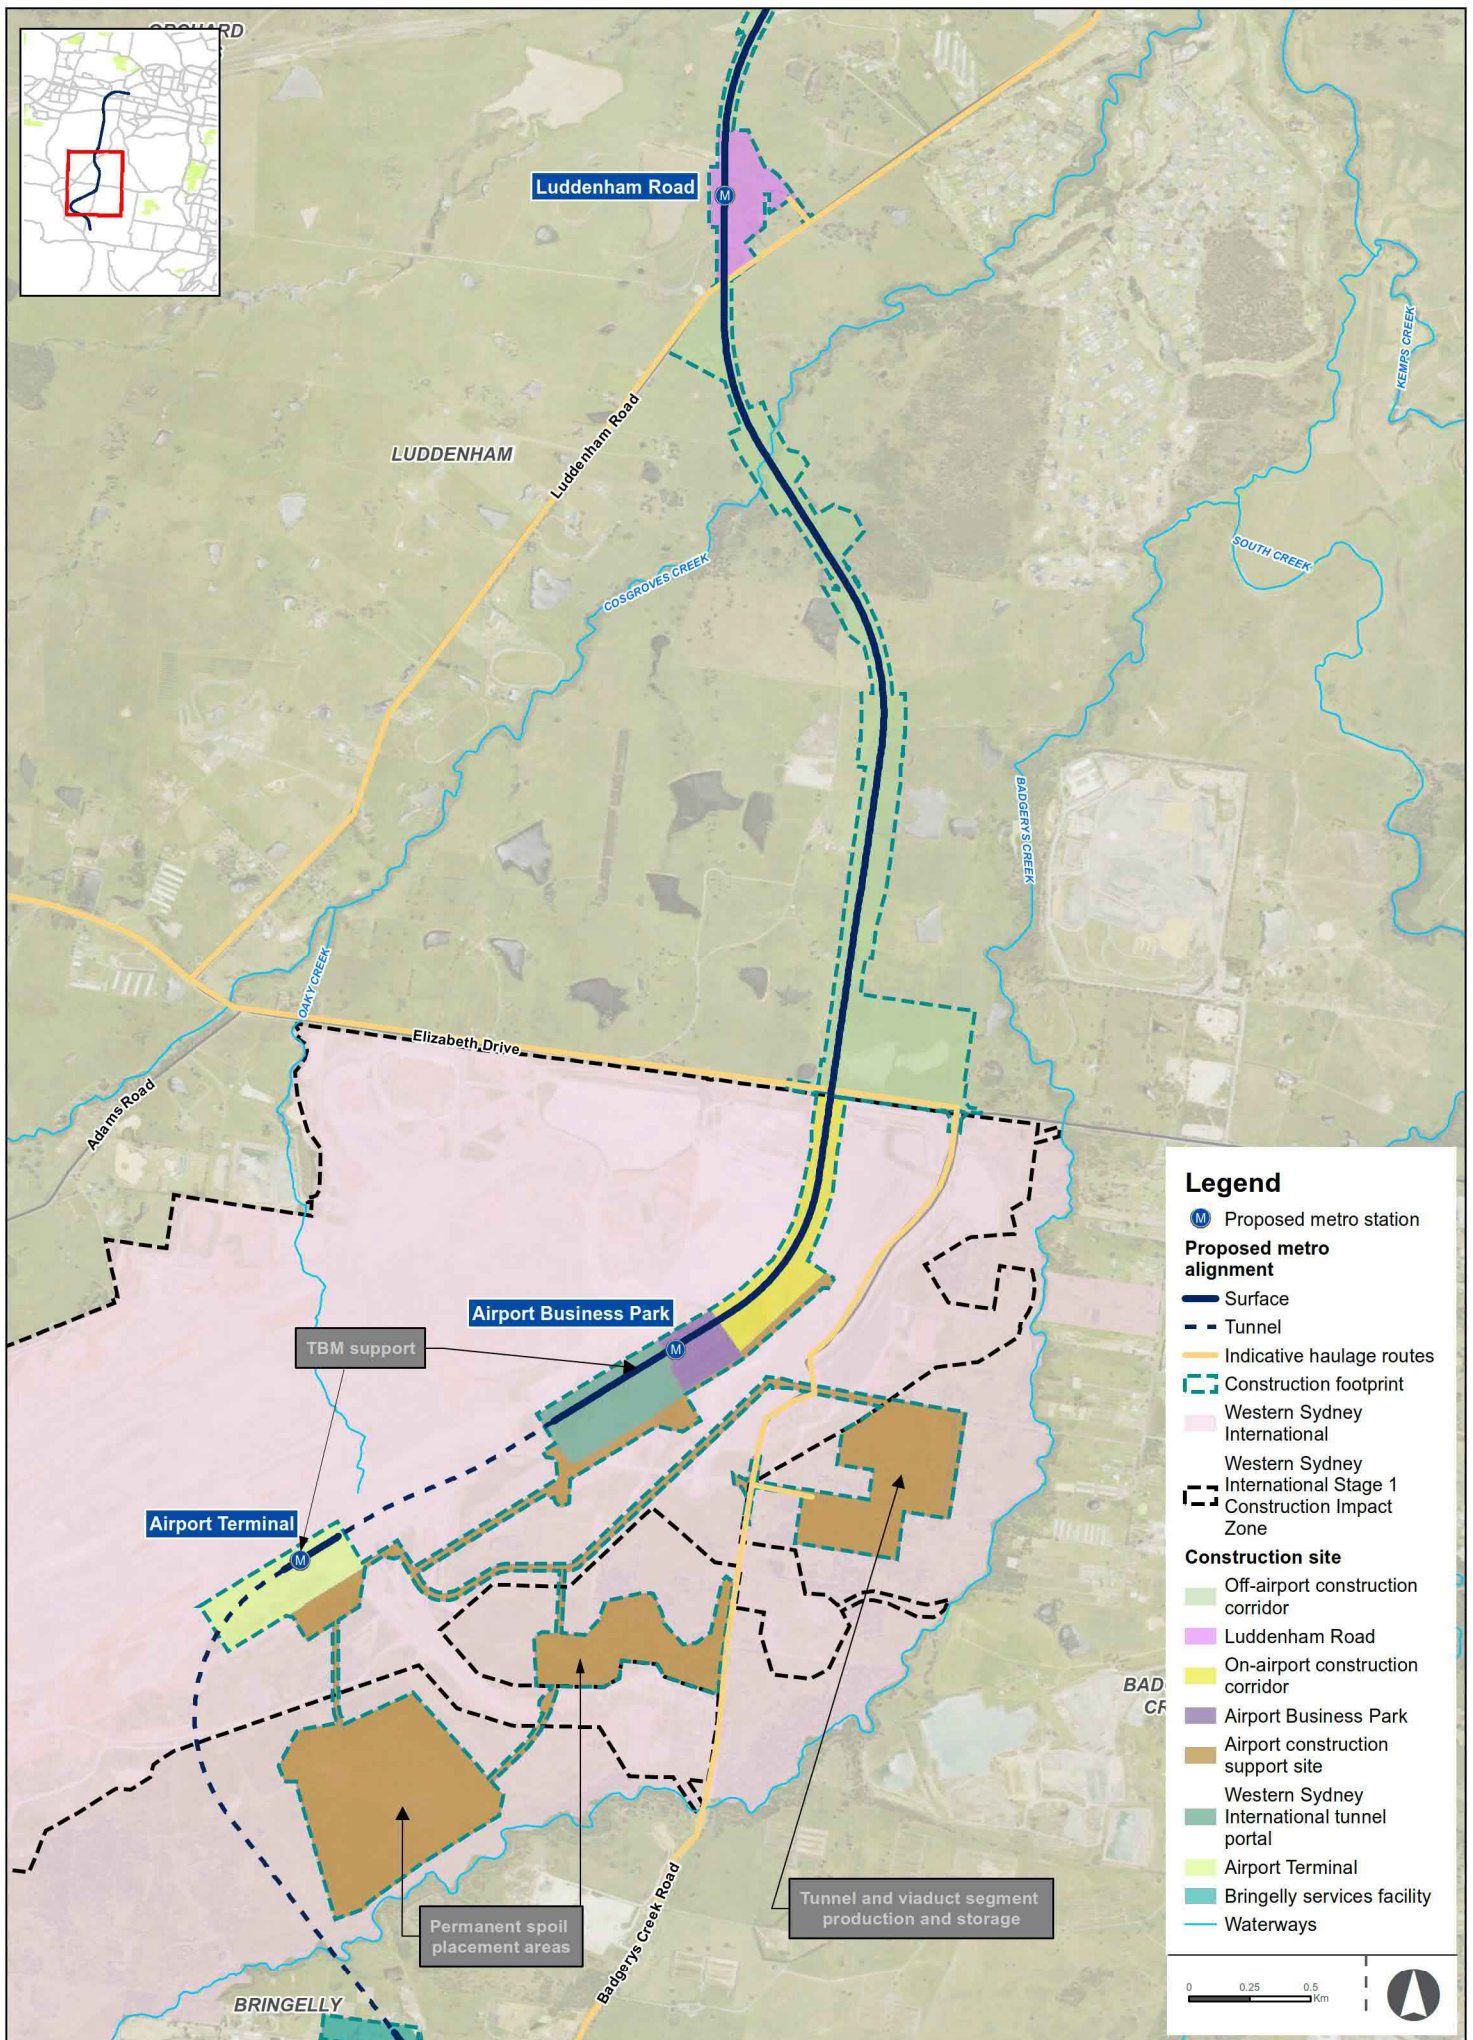 ORCHARD
Luddenham Road
M
KEMPS CREEK
Luddenham Road
LUDDENHAM
SOUTH CREEK
COSGROVES CREEK
BADGERYS CREEK
OAKY CREEK
Elizabeth Drive
Adams Road
Airport Business Park
M
TBM support
Airport Terminal
M
BAD
CR
Permanent spoil
placement areas
Tunnel and viaduct segment
production and storage
Badgerys Creek Road
BRINGELLY
Legend
M Proposed metro station
Proposed metro
alignment
Surface
Tunnel
Indicative haulage routes
Construction footprint
Western Sydney
International
Western Sydney
International Stage 1
Construction Impact
Zone
Construction site
Off-airport construction
corridor
Luddenham Road
On-airport construction
corridor
Airport Business Park
Airport construction
support site
Western Sydney
International tunnel
portal
Airport Terminal
Bringelly services facility
Waterways
0 0.25 0.5
Km